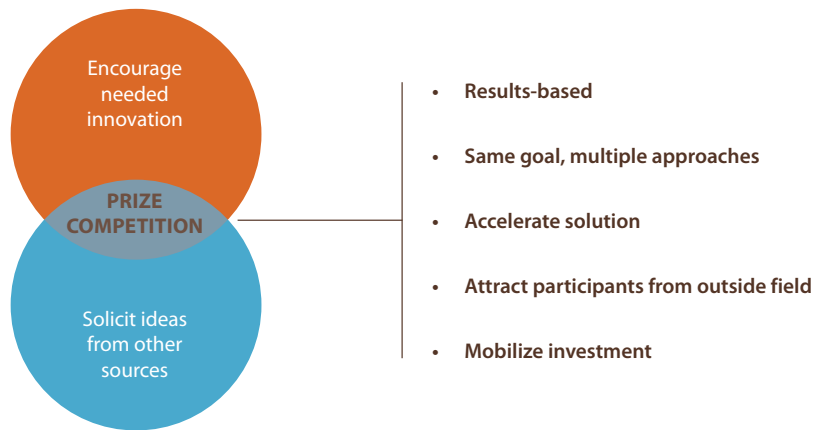 Encourage
needed
innovation
PRIZE
COMPETITION
Solicit ideas
from other
sources
• Results-based
• Same goal, multiple approaches
• Accelerate solution
• Attract participants from outside field
• Mobilize investment